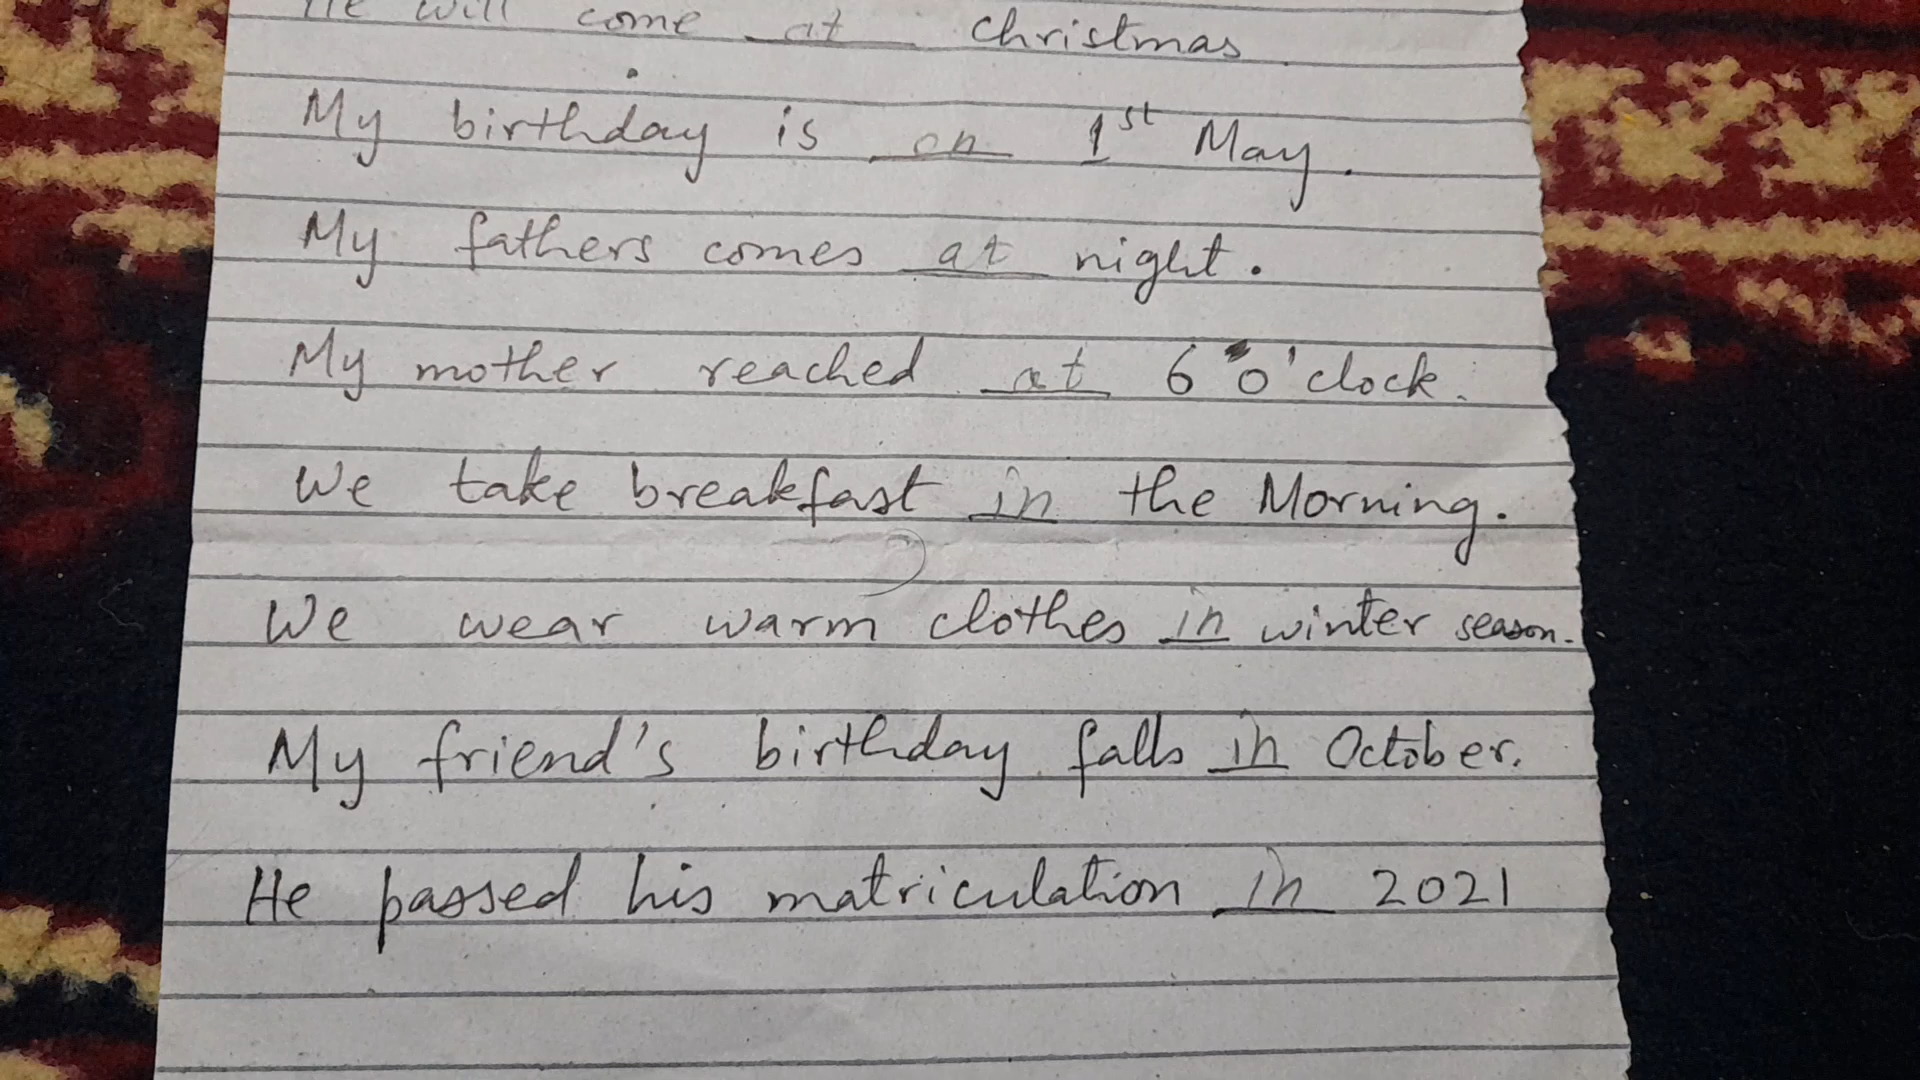 He will come at christmas
My birthday is on 1st May.
My fathers comes at night.
My mother reached at 6 o'clock.
We take breakfast in the Morning.
We wear warm clothes in winter season.
My friend's birthday falls in October.
He passed his matriculation in 2021